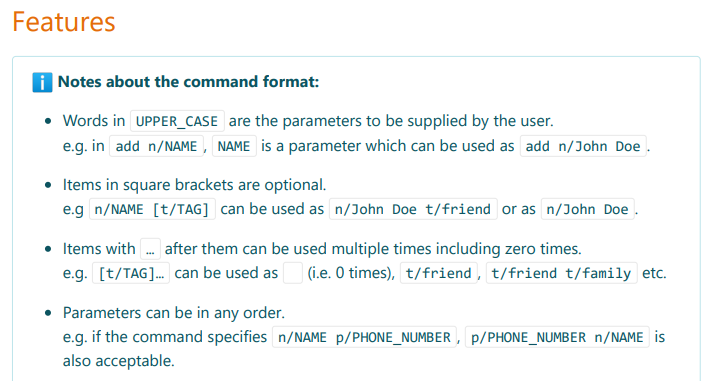 Features
Notes about the command format:
• Words in UPPER_CASE are the parameters to be supplied by the user.
e.g. in add n/NAME , NAME is a parameter which can be used as add n/John Doe .
• Items in square brackets are optional.
e.g n/NAME [t/TAG] can be used as n/John Doe t/friend or as n/John Doe .
• Items with … after them can be used multiple times including zero times.
e.g. [t/TAG]… can be used as   (i.e. 0 times), t/friend , t/friend t/family etc.
• Parameters can be in any order.
e.g. if the command specifies n/NAME p/PHONE_NUMBER , p/PHONE_NUMBER n/NAME is
also acceptable.